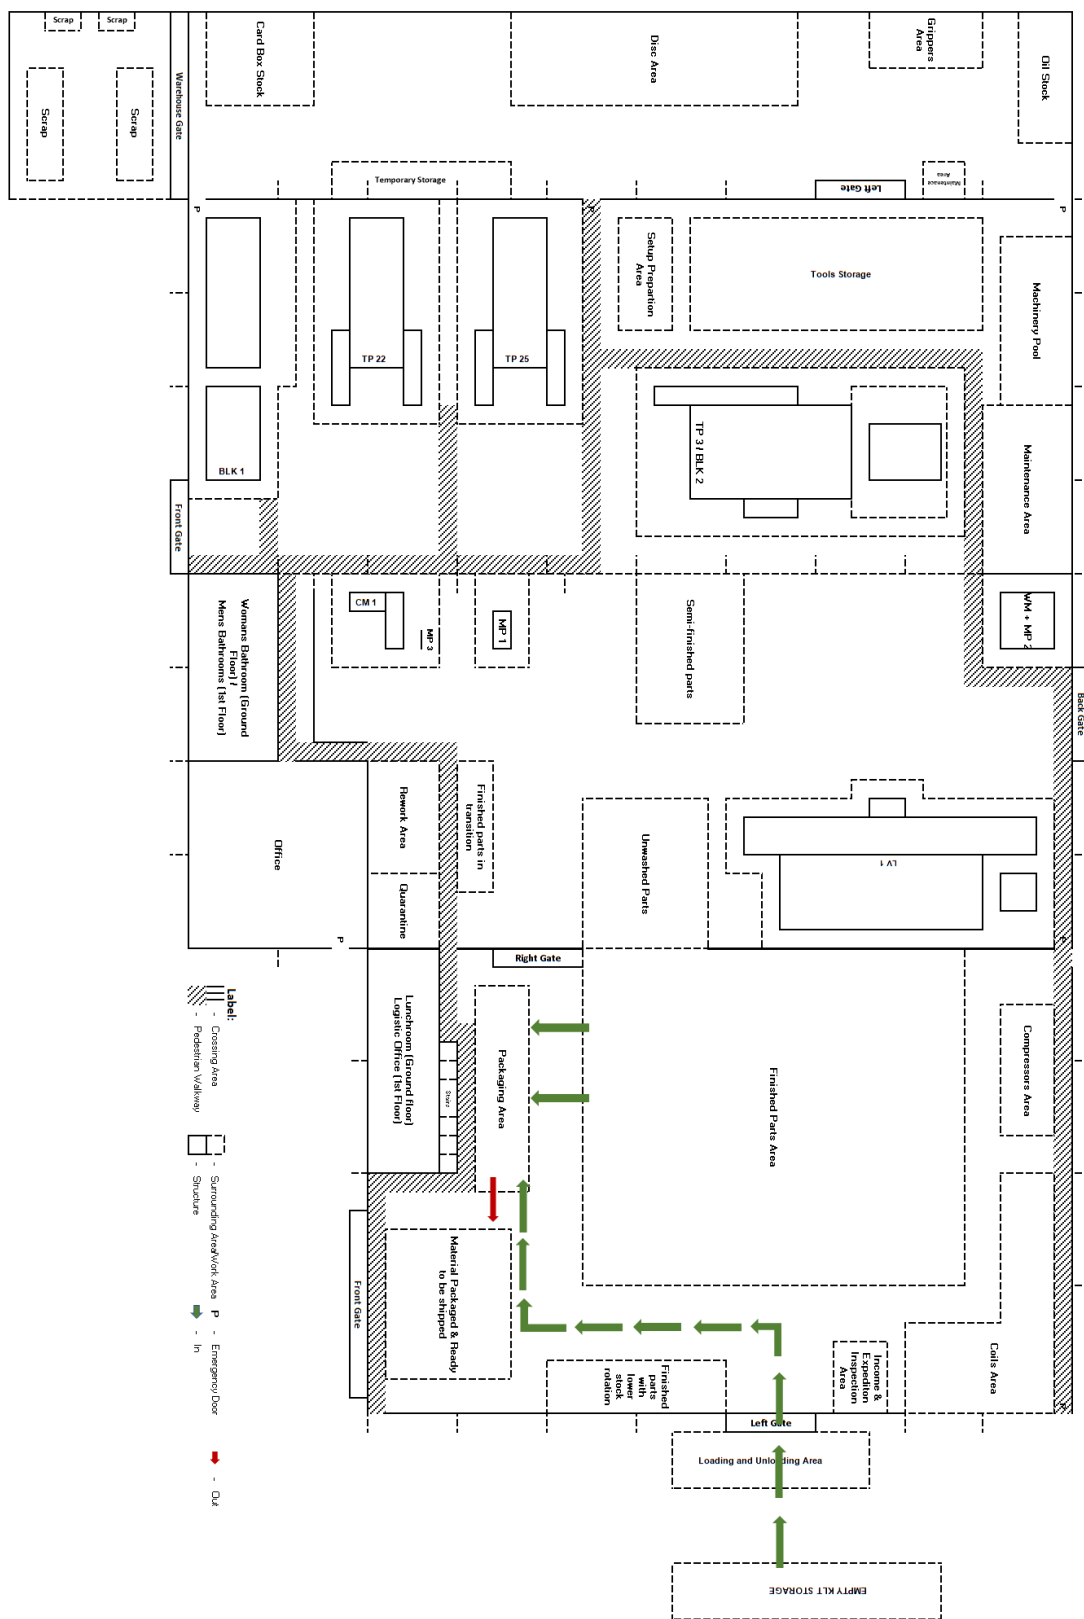 Scrap
Scrap
Scrap
Scrap
Warehouse Gate
Card Box Stock
Disc Area
Grippers
Area
Oil Stock
Temporary Storage
Maintenace
Area
Left Gate
P
P
P
Setup Prepartion
Area
Tools Storage
Machinery Pool
TP 22
TP 25
BLK 1
TP 3 / BLK 2
Maintenance Area
Front Gate
Womans Bathroom (Ground
Floor) /
Mens Bathrooms (1st Floor)
CM 1
MP 3
MP 1
Semi-finished parts
WM + MP 2
Back Gate
Office
Rework Area
Quarantine
Finished parts in
transition
Unwashed Parts
LV 1
P
P
Right Gate
Lunchroom (Ground floor)
Logistic Office (1st Floor)
Stairs
Packaging Area
Finished Parts Area
Compressors Area
Coils Area
Front Gate
Material Packaged & Ready
to be shipped
Finished
parts
with
lower
stock
rotation
Income &
Expediton
Inspection
Area
P
Left Gate
Loading and Unloading Area
EMPTY KLT STORAGE
Label:
- Crossing Area
- Pedestrian Walkway
- Surrounding Area/Work Area
- Structure
P - Emergency Door
- In
- Out